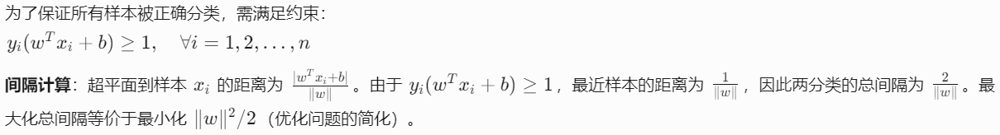 为了保证所有样本被正确分类，需满足约束：
$y_i(w^T x_i + b) \geq 1, \quad \forall i = 1, 2, \ldots, n$
间隔计算：超平面到样本 $x_i$ 的距离为 $\frac{|w^T x_i + b|}{\|w\|}$。由于 $y_i(w^T x_i + b) \geq 1$，最近样本的距离为 $\frac{1}{\|w\|}$，因此两分类的总间隔为 $\frac{2}{\|w\|}$。最
大化总间隔等价于最小化 $\|w\|^2/2$（优化问题的简化）。